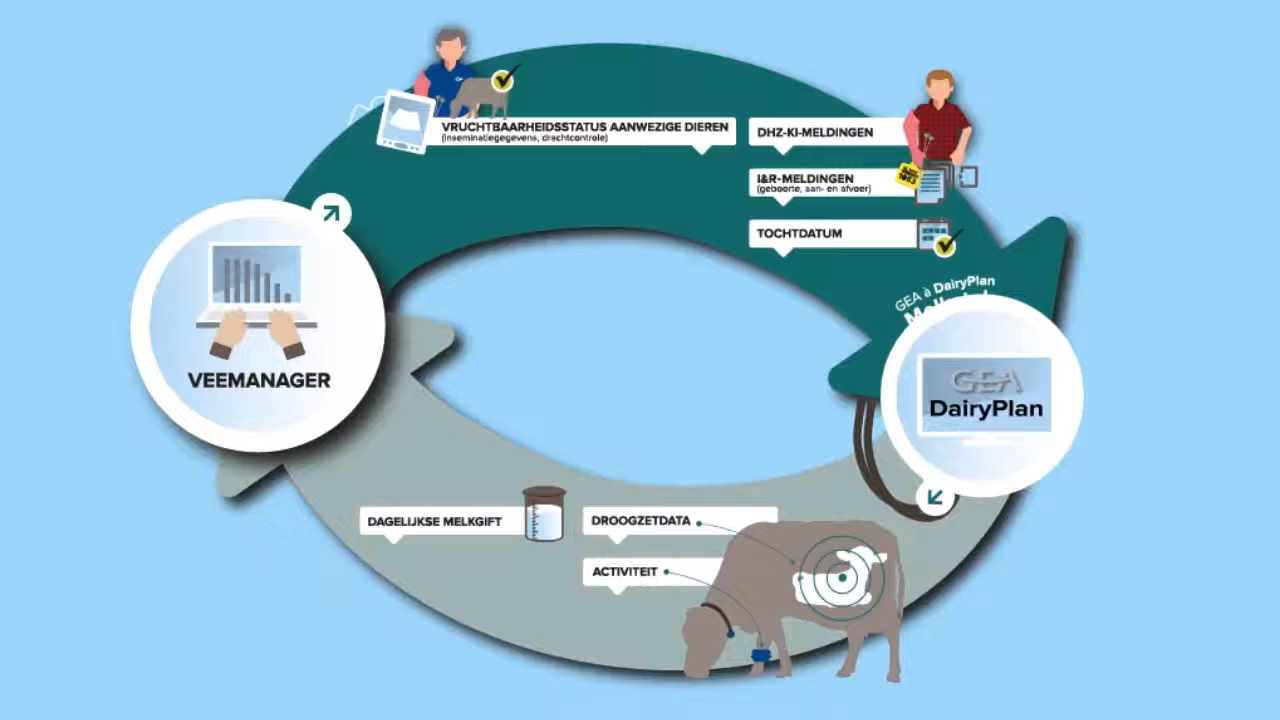 VRUCHTBAARHEIDSSTATUS AANWEZIGE DIEREN
(inseminatiegegevens, drachtcontrole)
DHZ-KI-MELDINGEN
I&R-MELDINGEN
(geboorte, aan- en afvoer)
TOCHTDATUM
GEA à DairyPlan
VEEMANAGER
GEA
DairyPlan
DAGELIJKSE MELKGIFT
DROOGZETDATA
ACTIVITEIT